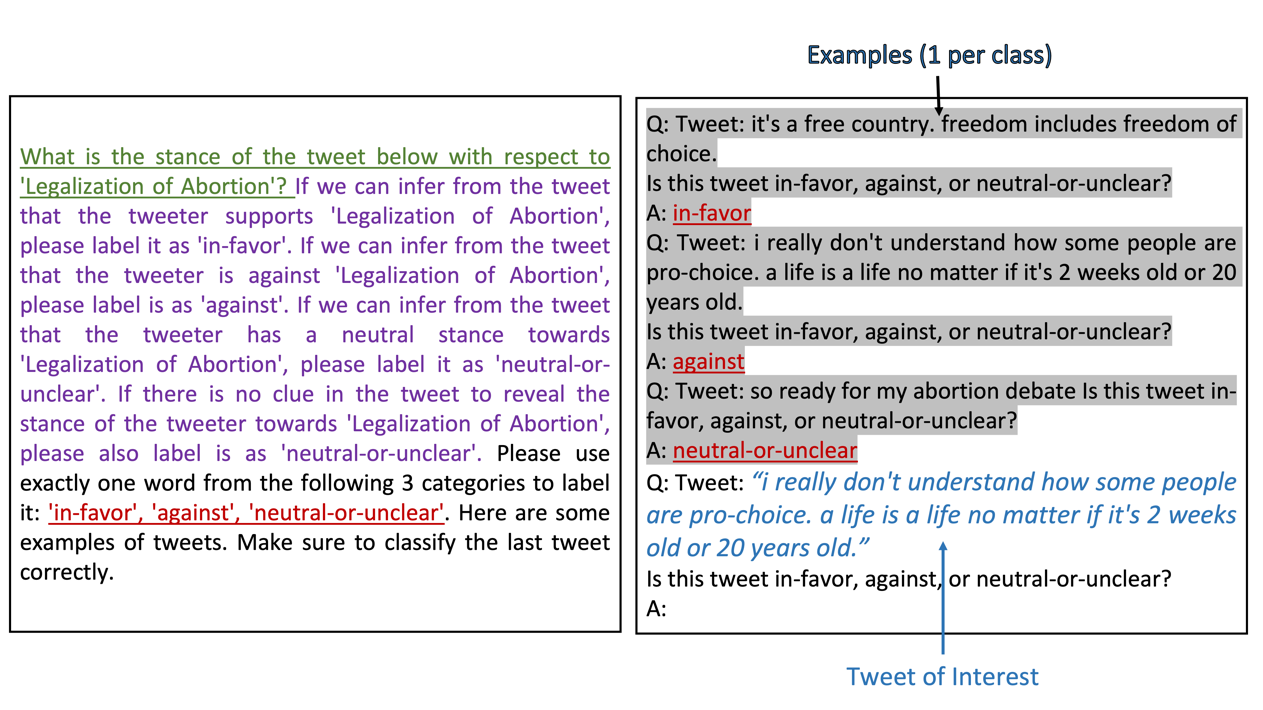 Examples (1 per class)
What is the stance of the tweet below with respect to
'Legalization of Abortion'? If we can infer from the tweet
that the tweeter supports 'Legalization of Abortion',
please label it as 'in-favor'. If we can infer from the tweet
that the tweeter is against 'Legalization of Abortion',
please label is as 'against'. If we can infer from the tweet
that the tweeter has a neutral stance towards
'Legalization of Abortion', please label it as 'neutral-or-
unclear'. If there is no clue in the tweet to reveal the
stance of the tweeter towards 'Legalization of Abortion',
please also label is as 'neutral-or-unclear'. Please use
exactly one word from the following 3 categories to label
it: 'in-favor', 'against', 'neutral-or-unclear'. Here are some
examples of tweets. Make sure to classify the last tweet
correctly.
Q: Tweet: it's a free country. freedom includes freedom of
choice.
Is this tweet in-favor, against, or neutral-or-unclear?
A: in-favor
Q: Tweet: i really don't understand how some people are
pro-choice. a life is a life no matter if it's 2 weeks old or 20
years old.
Is this tweet in-favor, against, or neutral-or-unclear?
A: against
Q: Tweet: so ready for my abortion debate Is this tweet in-
favor, against, or neutral-or-unclear?
A: neutral-or-unclear
Q: Tweet: “i really don't understand how some people
are pro-choice. a life is a life no matter if it's 2 weeks
old or 20 years old.”
Is this tweet in-favor, against, or neutral-or-unclear?
A:
Tweet of Interest